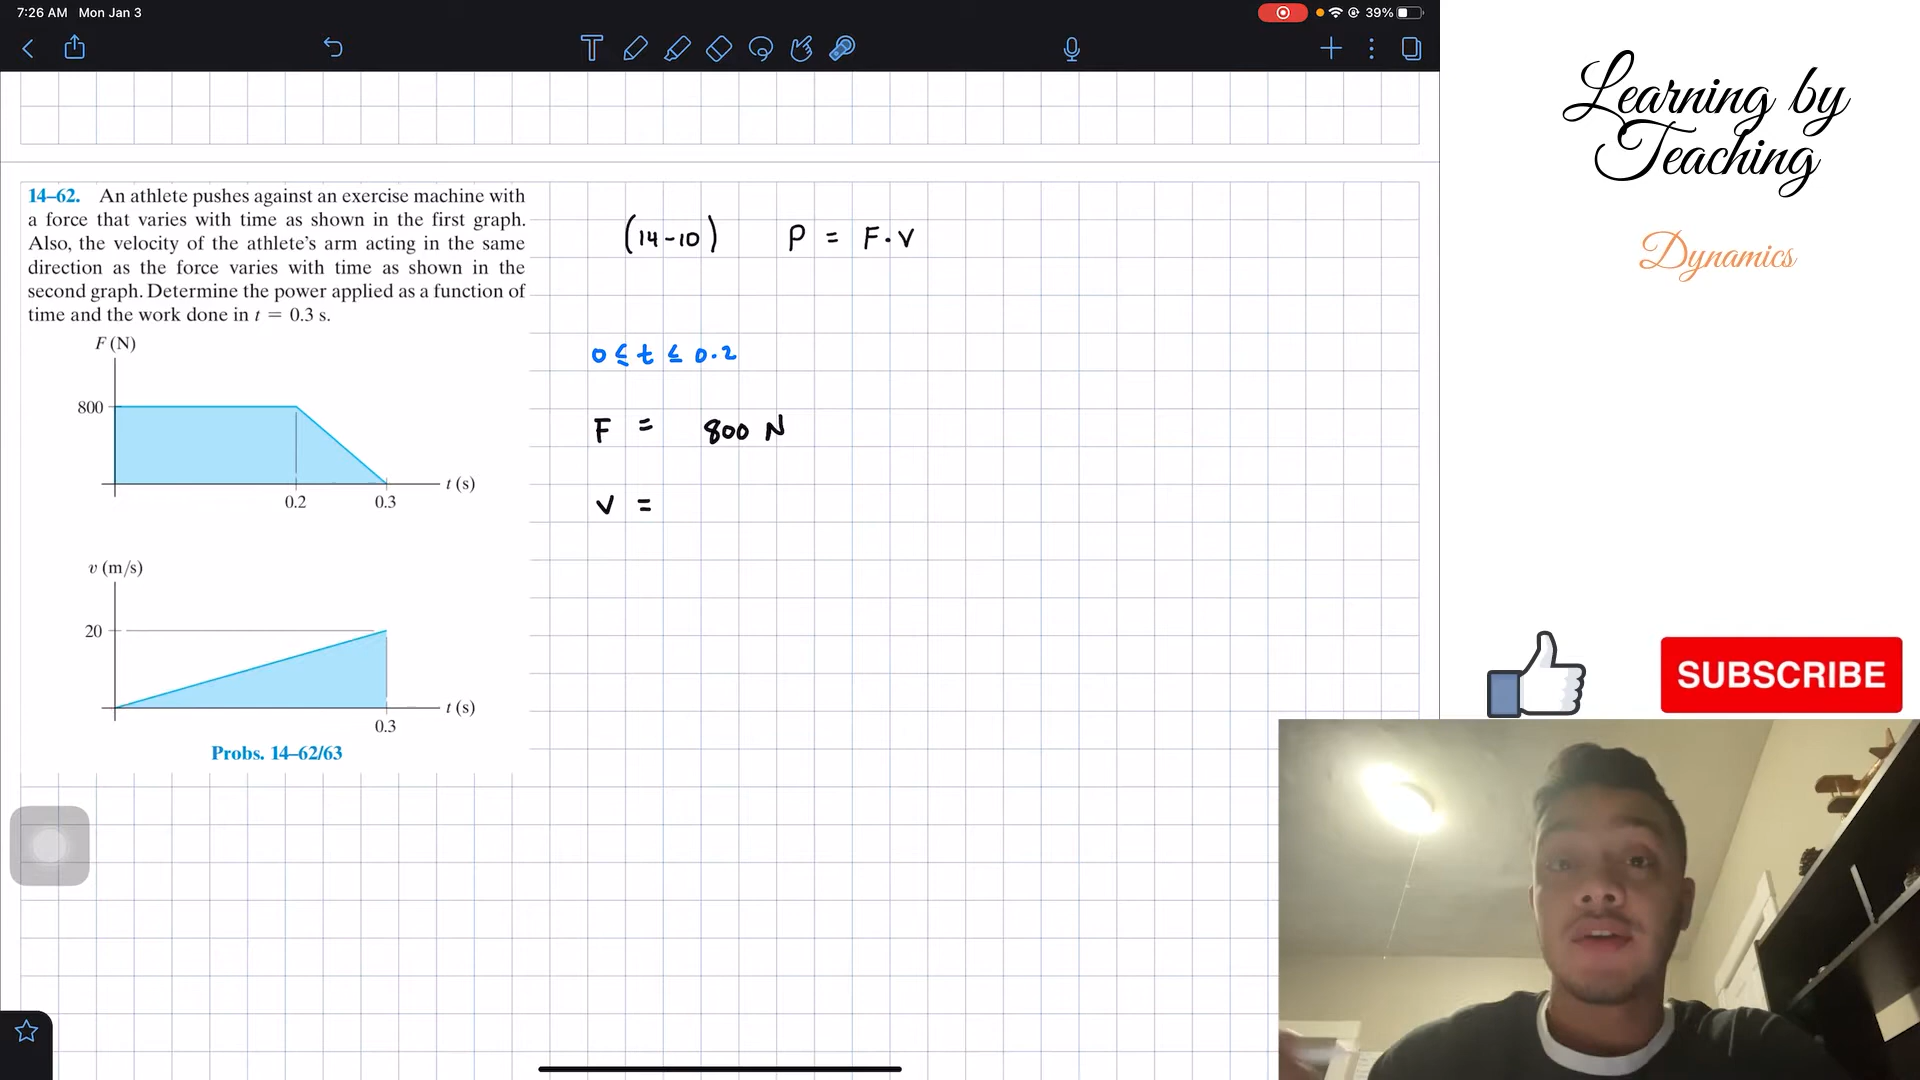 7:26 AM Mon Jan 3
39%
14–62. An athlete pushes against an exercise machine with
a force that varies with time as shown in the first graph.
Also, the velocity of the athlete's arm acting in the same
direction as the force varies with time as shown in the
second graph. Determine the power applied as a function of
time and the work done in t = 0.3 s.
F (N)
800
t (s)
0.2
0.3
v (m/s)
20
t (s)
0.3
Probs. 14–62/63
(14-10) P = F·V
0 ≤ t ≤ 0.2
F = 800 N
V =
Learning by
Teaching
Dynamics
SUBSCRIBE